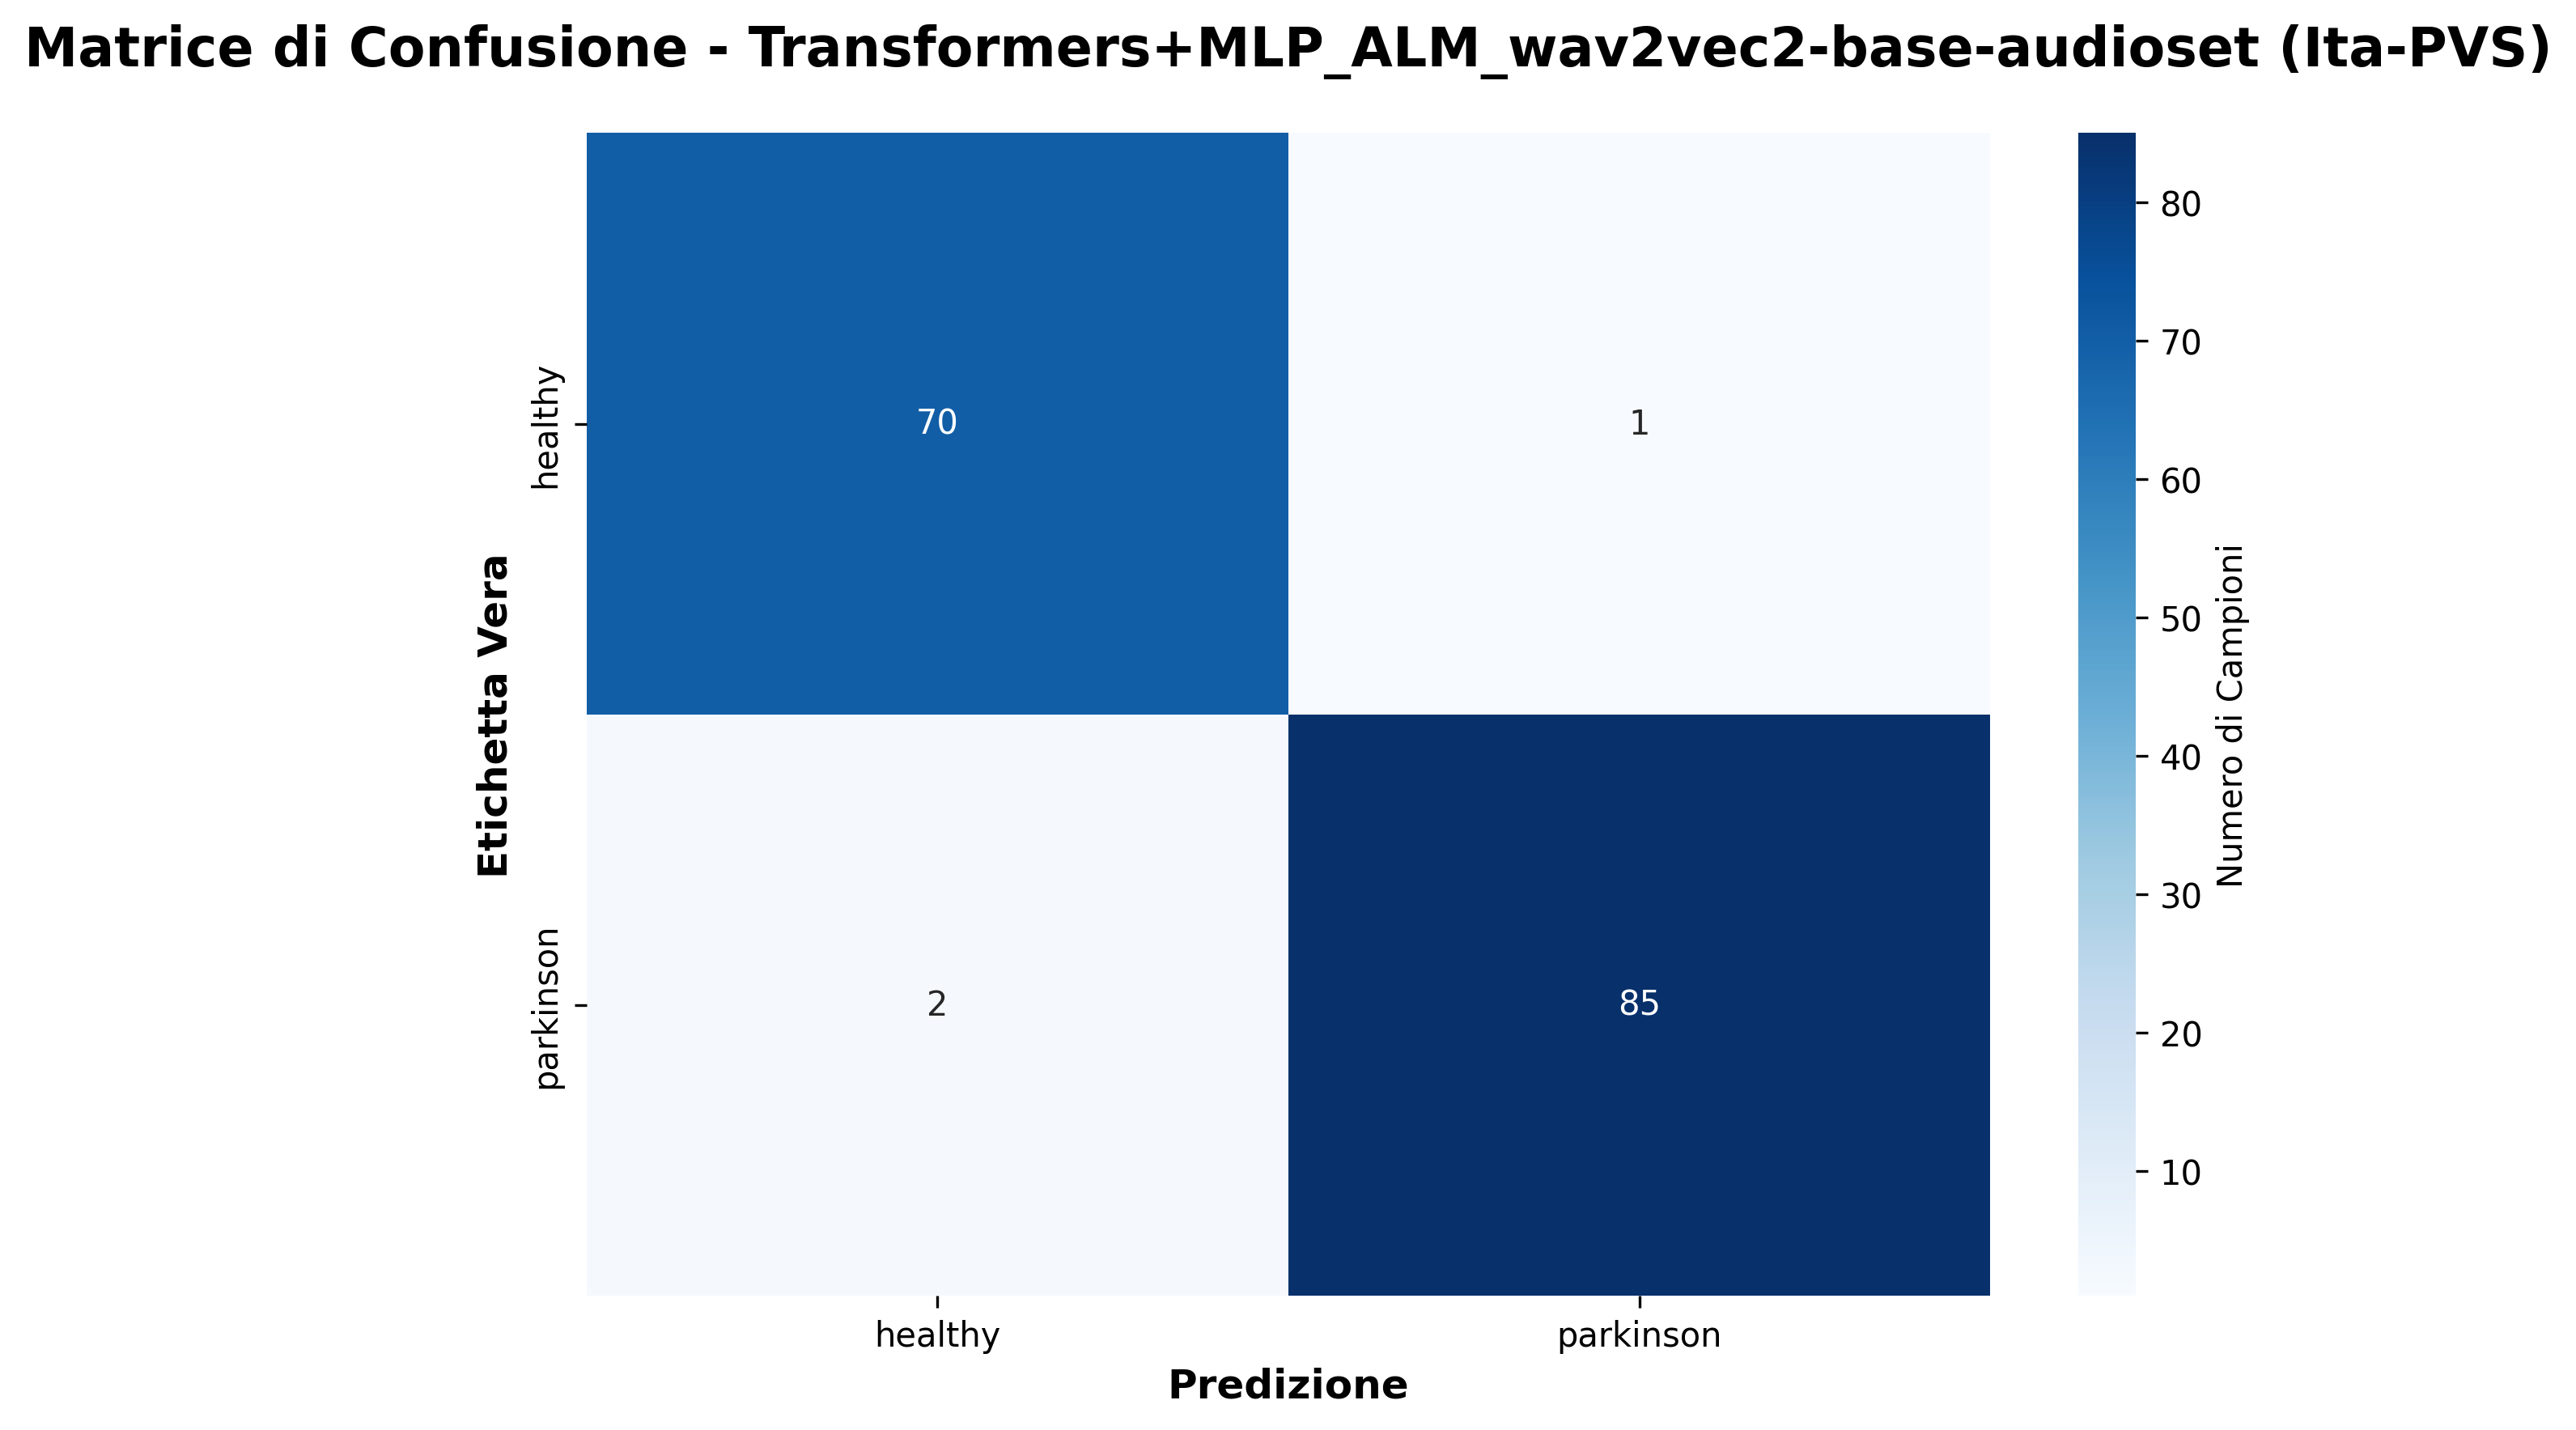 Matrice di Confusione - Transformers+MLP_ALM_wav2vec2-base-audioset (Ita-PVS)
Etichetta Vera
healthy
parkinson
70
1
2
85
healthy
parkinson
Predizione
80
70
60
50
40
30
20
10
Numero di Campioni